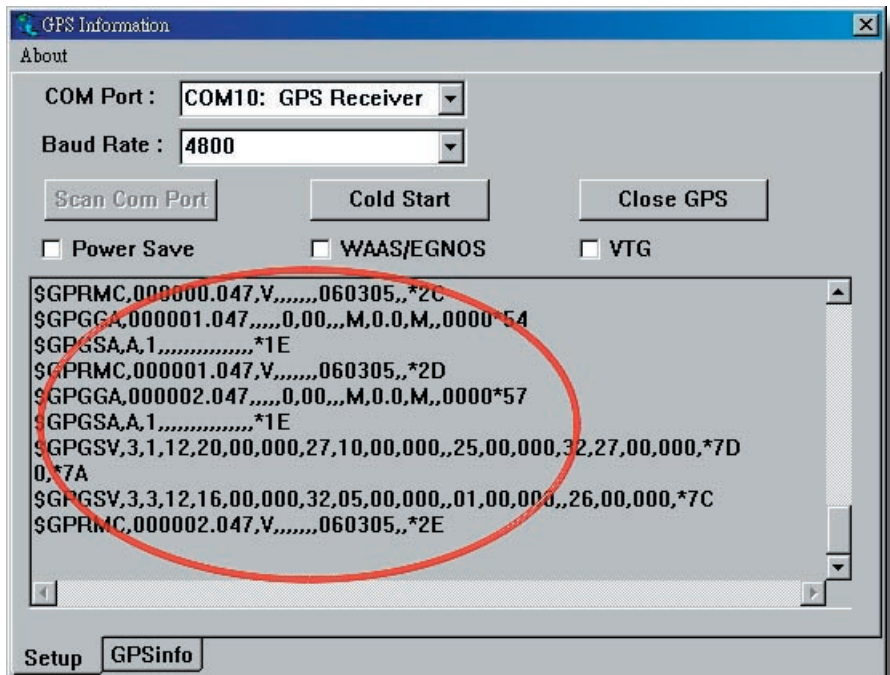 GPS Information
About
COM Port : COM10: GPS Receiver
Baud Rate : 4800
Scan Com Port Cold Start Close GPS
Power Save WAAS/EGNOS VTG
$GPRMC,000000.047,V,,,,,,,060305,,*2C
$GPGGA,000001.047,,,,,0,00,,,M,0.0,M,,0000*54
$GPGSA,A,1,,,,,,,,,,,,,,,*1E
$GPRMC,000001.047,V,,,,,,,060305,,*2D
$GPGGA,000002.047,,,,,0,00,,,M,0.0,M,,0000*57
$GPGSA,A,1,,,,,,,,,,,,,,,*1E
$GPGSV,3,1,12,20,00,000,27,10,00,000,,25,00,000,32,27,00,000,*7D
0,*7A
$GPGSV,3,3,12,16,00,000,32,05,00,000,,01,00,000,,26,00,000,*7C
$GPRMC,000002.047,V,,,,,,,060305,,*2E
Setup GPSinfo